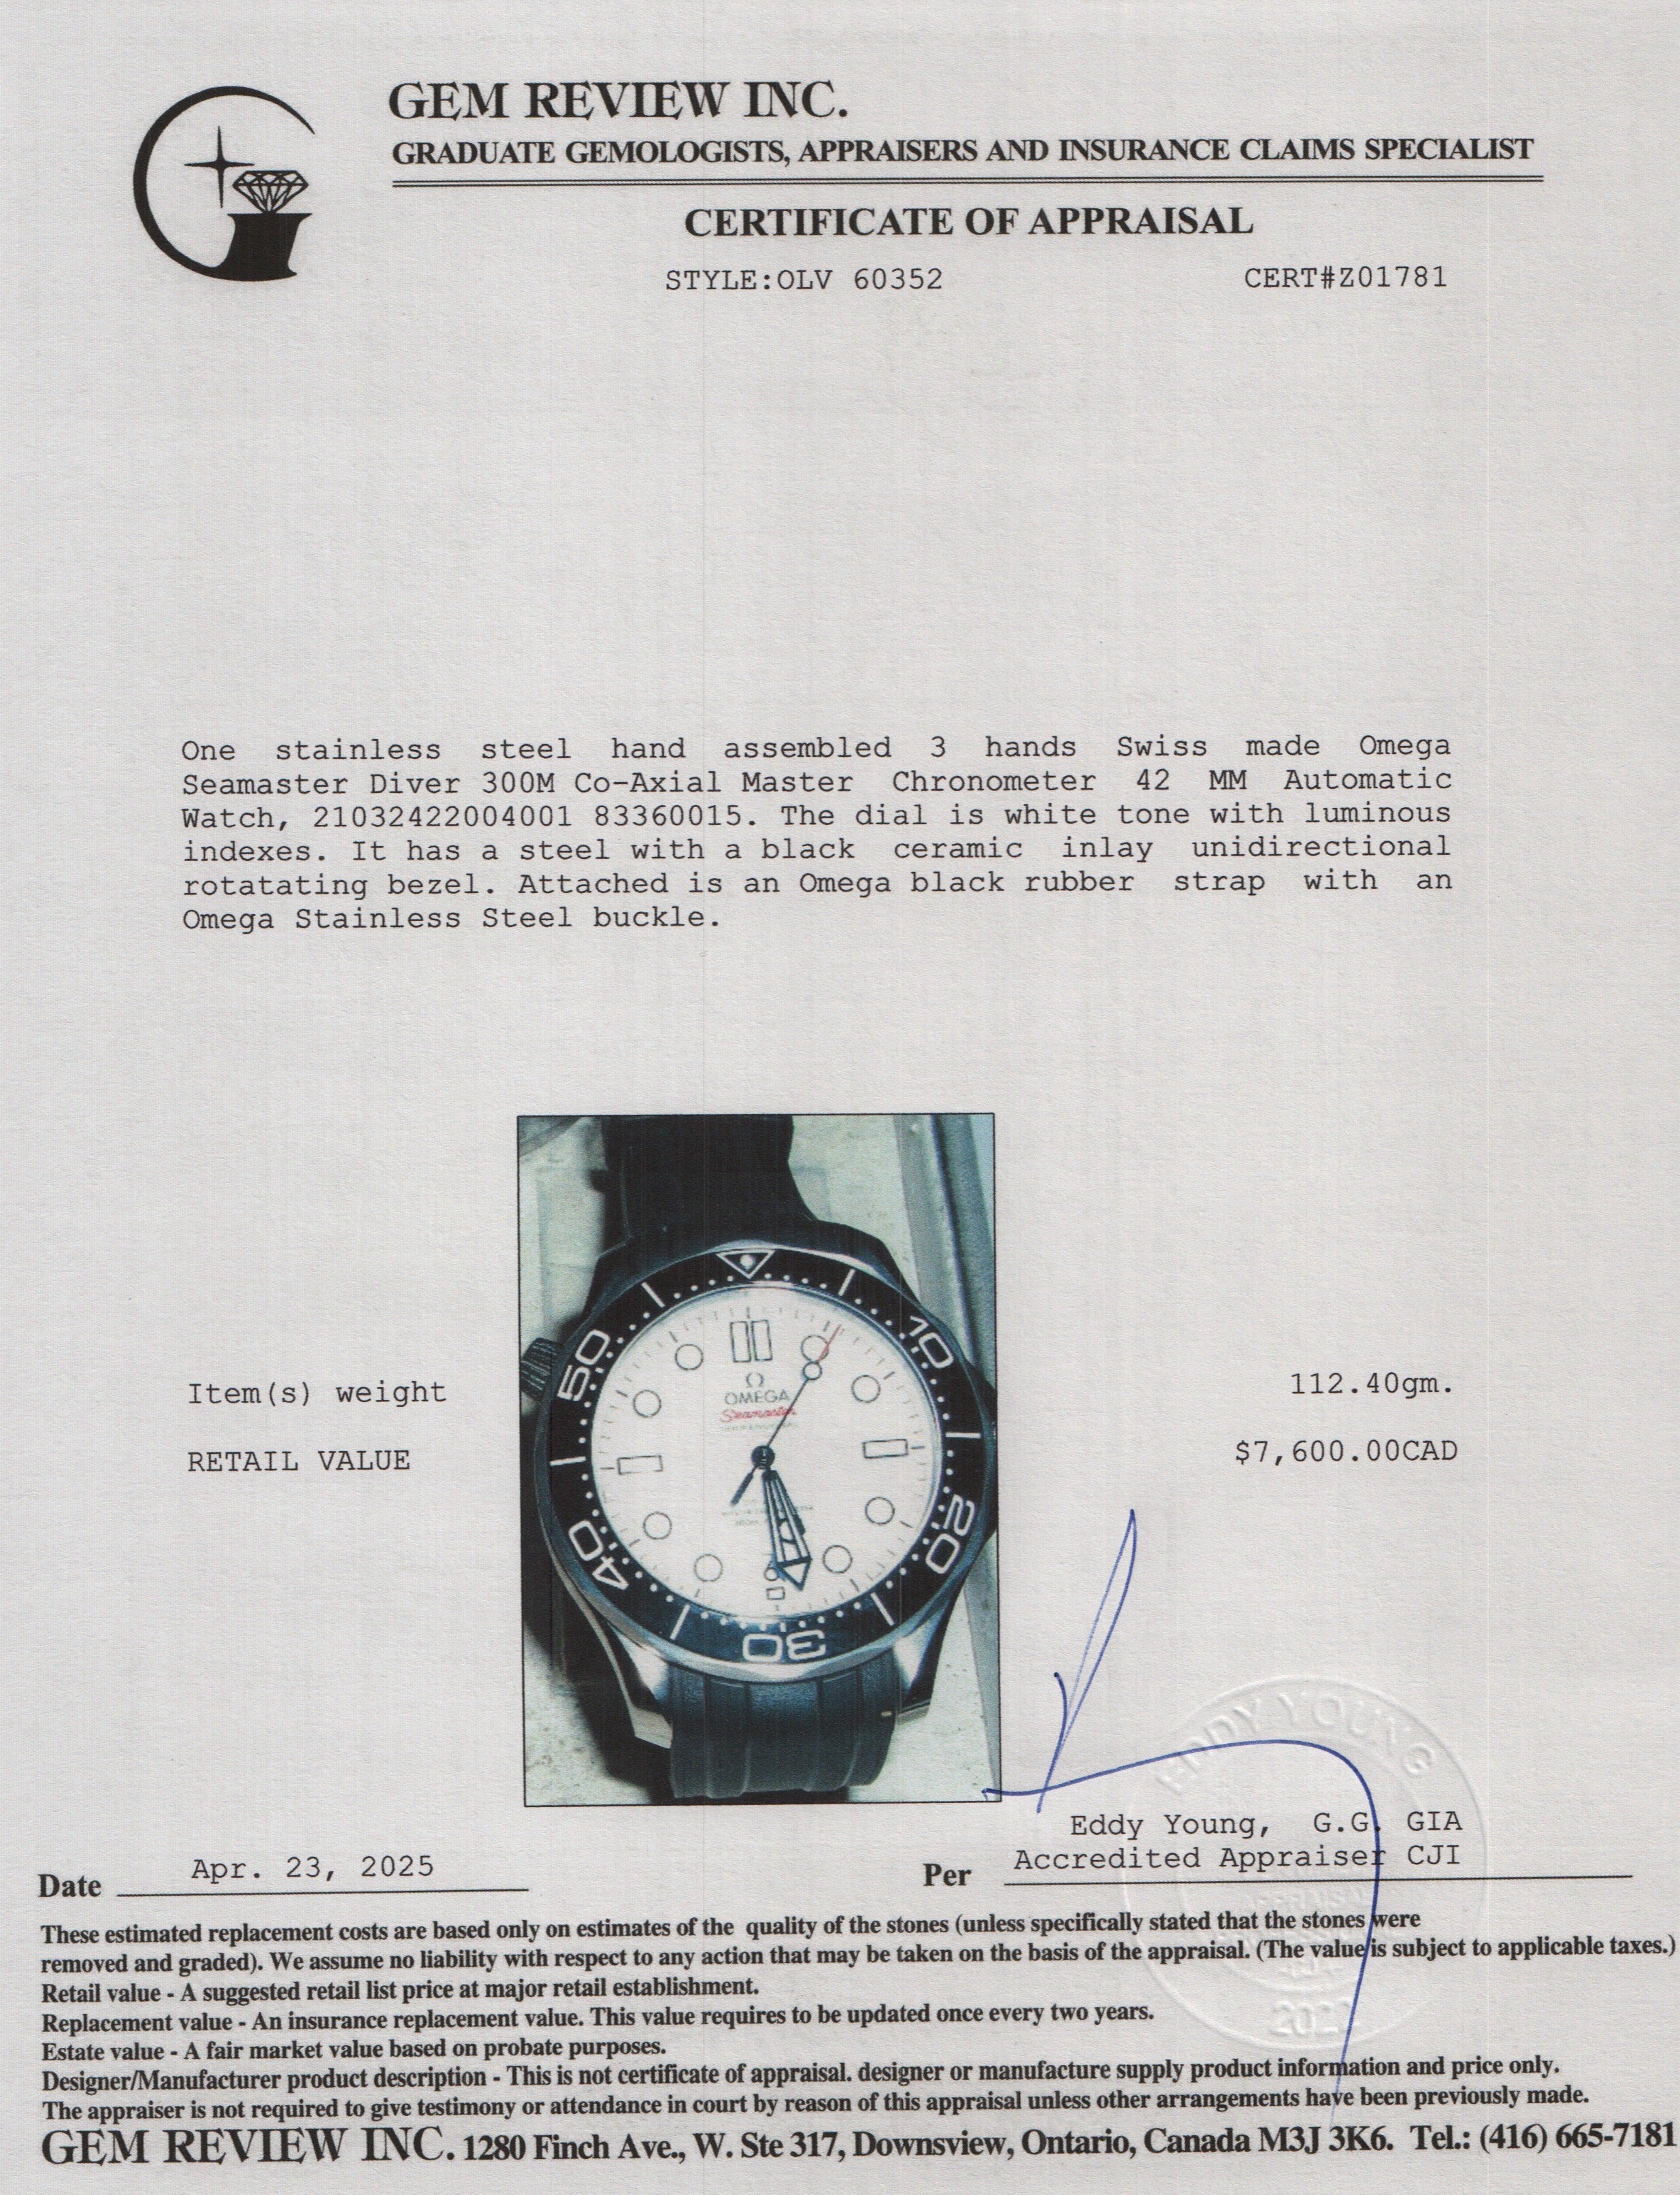 GEM REVIEW INC.
GRADUATE GEMOLOGISTS, APPRAISERS AND INSURANCE CLAIMS SPECIALIST
CERTIFICATE OF APPRAISAL
STYLE:OLV 60352 CERT#Z01781
One stainless steel hand assembled 3 hands Swiss made Omega
Seamaster Diver 300M Co-Axial Master Chronometer 42 MM Automatic
Watch, 21032422004001 83360015. The dial is white tone with luminous
indexes. It has a steel with a black ceramic inlay unidirectional
rotatating bezel. Attached is an Omega black rubber strap with an
Omega Stainless Steel buckle.
10
50
OMEGA
Seamaster
20
40
6
30
Item(s) weight 112.40gm.
RETAIL VALUE $7,600.00CAD
EDDY YOUNG
Eddy Young, G.G. GIA
Date Apr. 23, 2025 Per Accredited Appraiser CJI
These estimated replacement costs are based only on estimates of the quality of the stones (unless specifically stated that the stones were
removed and graded). We assume no liability with respect to any action that may be taken on the basis of the appraisal. (The value is subject to applicable taxes.)
Retail value - A suggested retail list price at major retail establishment.
Replacement value - An insurance replacement value. This value requires to be updated once every two years.
Estate value - A fair market value based on probate purposes.
Designer/Manufacturer product description - This is not certificate of appraisal. designer or manufacture supply product information and price only.
The appraiser is not required to give testimony or attendance in court by reason of this appraisal unless other arrangements have been previously made.
GEM REVIEW INC. 1280 Finch Ave., W. Ste 317, Downsview, Ontario, Canada M3J 3K6. Tel.: (416) 665-7181